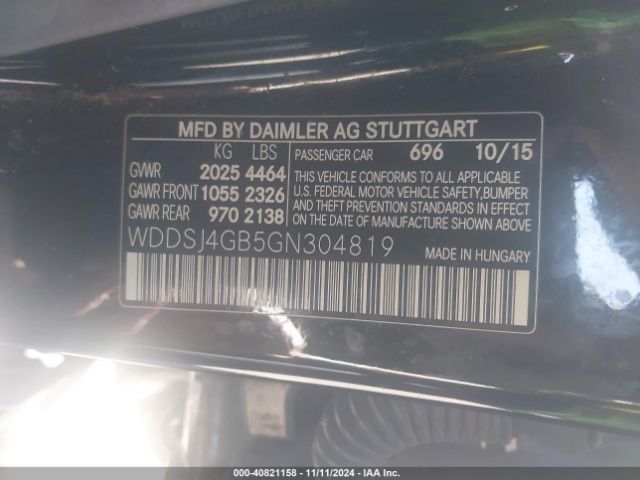 MFD BY DAIMLER AG STUTTGART
KG LBS
GVWR 2025 4464
GAWR FRONT 1055 2326
GAWR REAR 970 2138
PASSENGER CAR 696 10/15
THIS VEHICLE CONFORMS TO ALL APPLICABLE
U.S. FEDERAL MOTOR VEHICLE SAFETY,BUMPER
AND THEFT PREVENTION STANDARDS IN EFFECT
ON THE DATE OF MANUFACTURE SHOWN ABOVE
WDDSJ4GB5GN304819
MADE IN HUNGARY
000-40821158 - 11/11/2024 - IAA Inc.